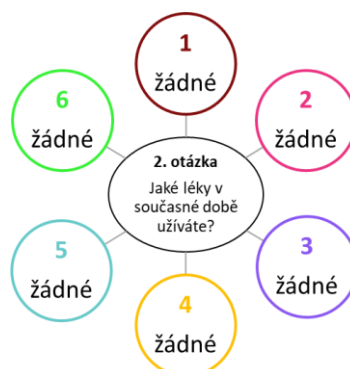 2. otázka
Jaké léky v
současné době
užíváte?
1
žádné
2
žádné
3
žádné
4
žádné
5
žádné
6
žádné